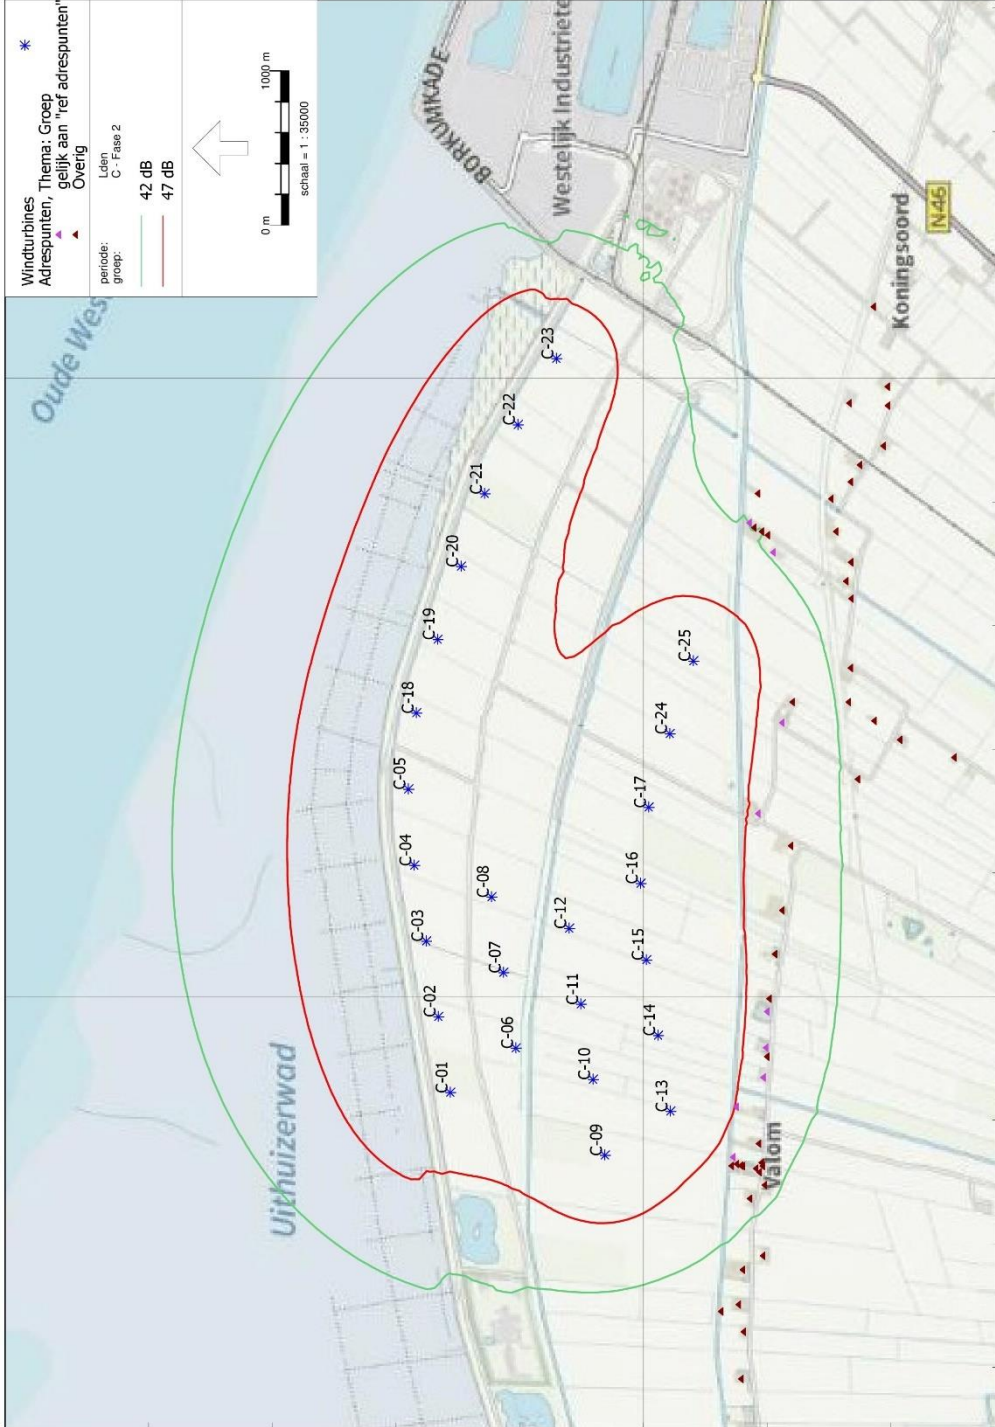 Windturbines
Adrespunten, Thema: Groep
gelijk aan "ref adrespunten"
Overig
periode: Lden
groep: C - Fase 2
42 dB
47 dB
0 m 1000 m
schaal = 1 : 35000
BORKUMKADE
Westelijk Industriete
N46
Koningsoord
Uithuizerwad
Valom
C-01
C-02
C-03
C-04
C-05
C-18
C-19
C-20
C-21
C-22
C-23
C-06
C-07
C-08
C-09
C-10
C-11
C-12
C-13
C-14
C-15
C-16
C-17
C-24
C-25
Oude Wes